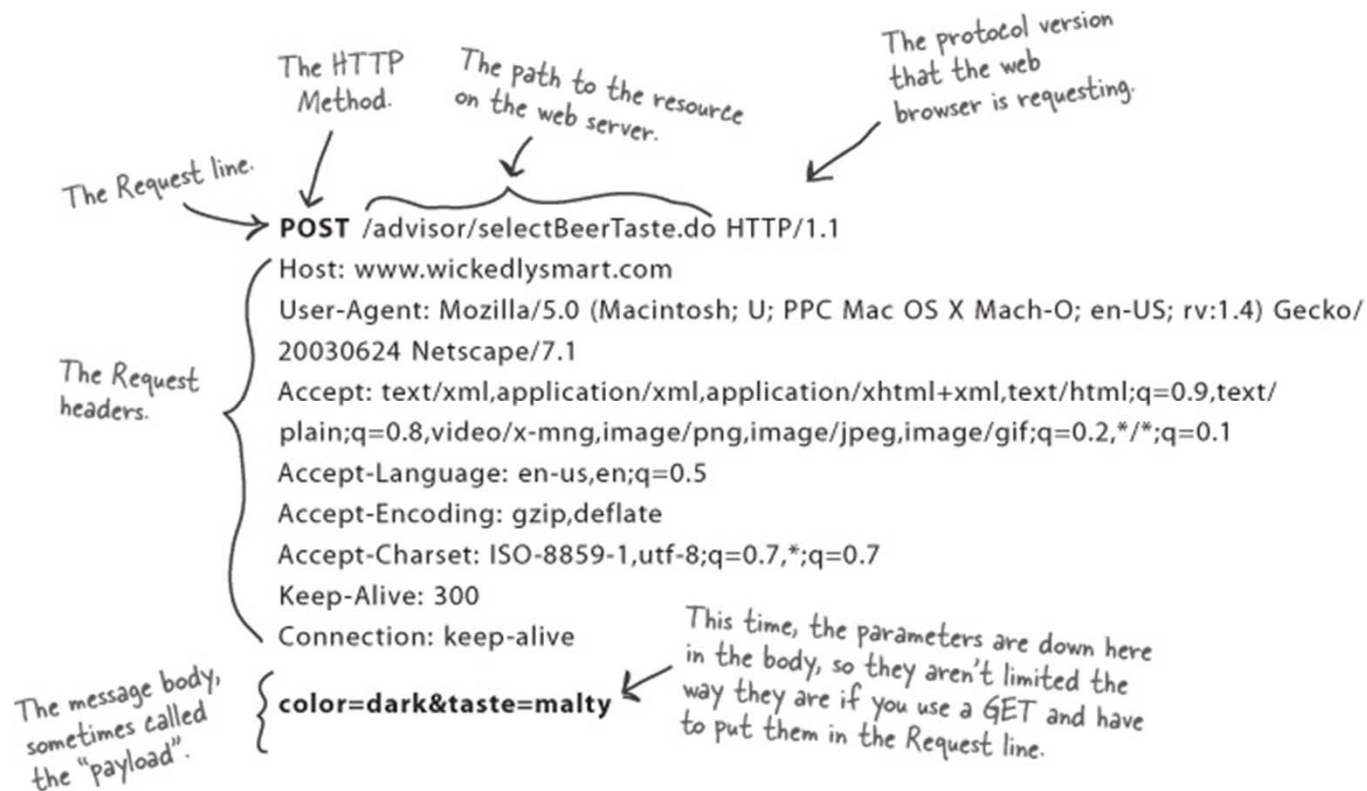 The HTTP
Method.
The path to the resource
on the web server.
The protocol version
that the web
browser is requesting.
The Request line.
POST /advisor/selectBeerTaste.do HTTP/1.1
Host: www.wickedlysmart.com
User-Agent: Mozilla/5.0 (Macintosh; U; PPC Mac OS X Mach-O; en-US; rv:1.4) Gecko/
20030624 Netscape/7.1
Accept: text/xml,application/xml,application/xhtml+xml,text/html;q=0.9,text/
plain;q=0.8,video/x-mng,image/png,image/jpeg,image/gif;q=0.2,*/*;q=0.1
Accept-Language: en-us,en;q=0.5
Accept-Encoding: gzip,deflate
Accept-Charset: ISO-8859-1,utf-8;q=0.7,*;q=0.7
Keep-Alive: 300
Connection: keep-alive
The Request
headers.
color=dark&taste=malty
The message body,
sometimes called
the "payload".
This time, the parameters are down here
in the body, so they aren't limited the
way they are if you use a GET and have
to put them in the Request line.